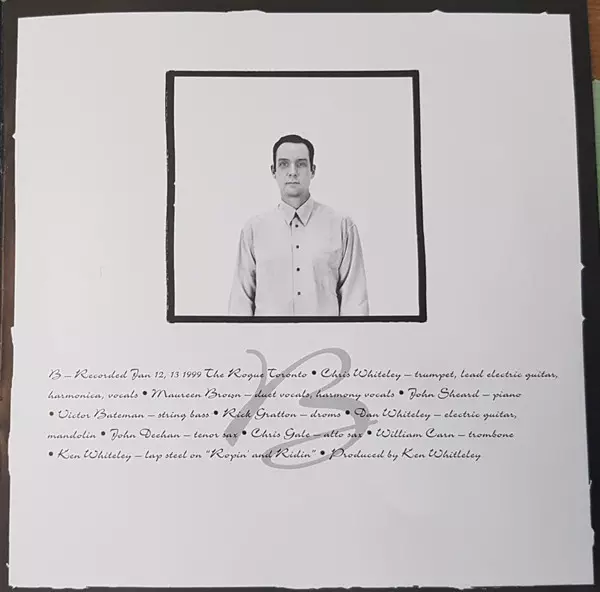 B – Recorded Jan 12, 13 1999 The Rogue Toronto • Chris Whiteley – trumpet, lead electric guitar,
harmonica, vocals • Maureen Brown – duet vocals, harmony vocals • John Sheard – piano
• Victor Bateman – string bass • Rick Gratton – droms • Dan Whiteley – electric guitar,
mandolin • John Deehan – tenor sax • Chris Gale – alto sax • William Carn – trombone
• Ken Whiteley – lap steel on "Ropin' and Ridin" • Produced by Ken Whitleley
B